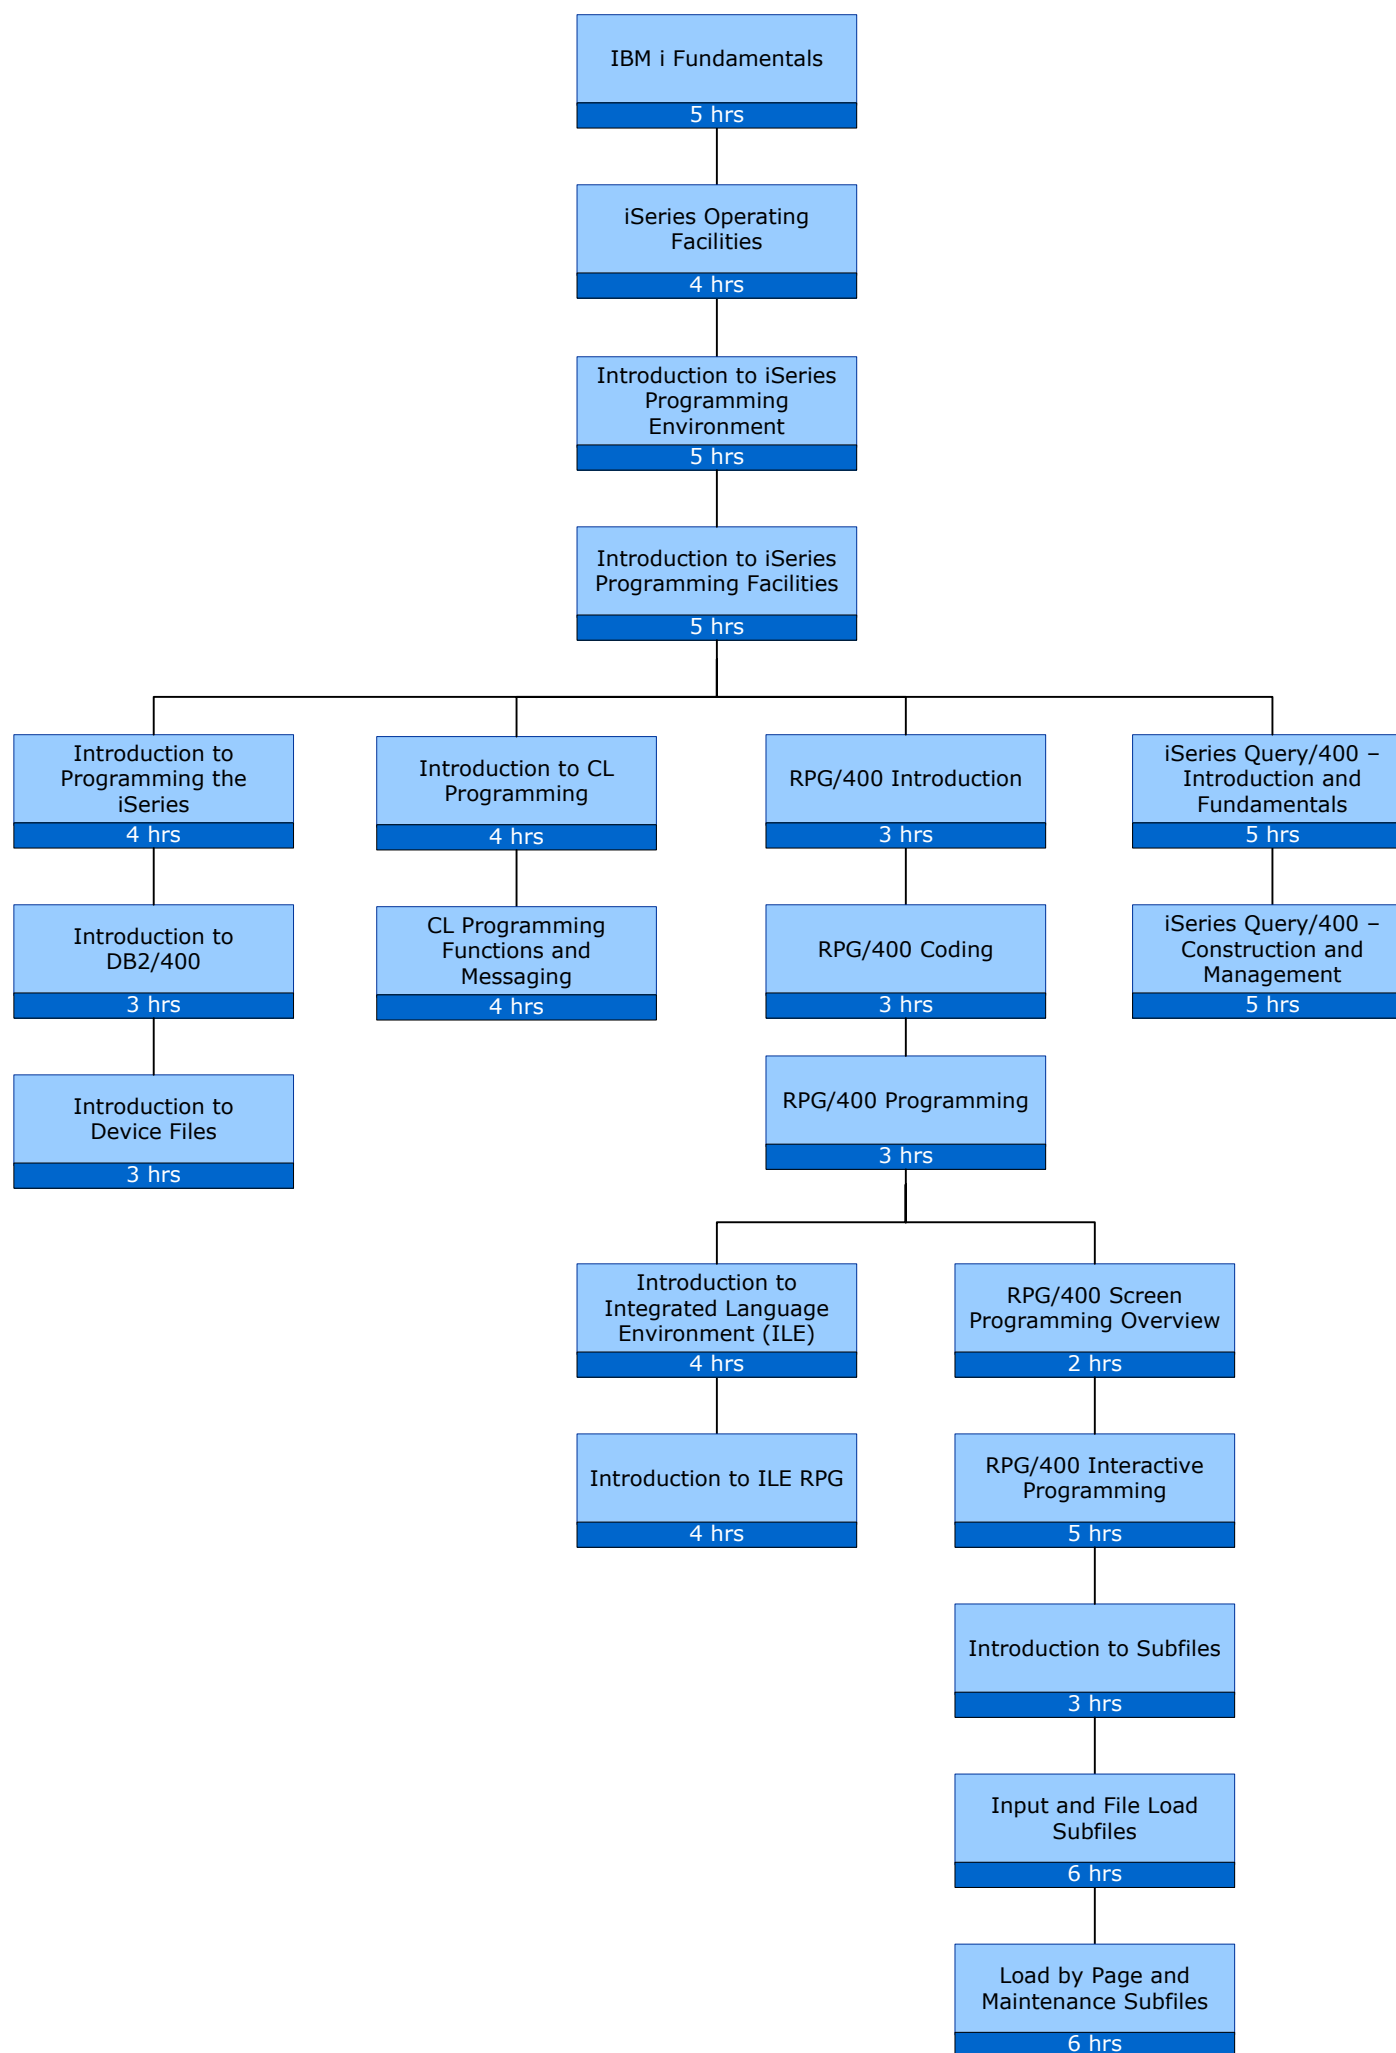 IBM i Fundamentals
5 hrs
iSeries Operating
Facilities
4 hrs
Introduction to iSeries
Programming
Environment
5 hrs
Introduction to iSeries
Programming Facilities
5 hrs
Introduction to
Programming the
iSeries
4 hrs
Introduction to CL
Programming
4 hrs
RPG/400 Introduction
3 hrs
iSeries Query/400 –
Introduction and
Fundamentals
5 hrs
Introduction to
DB2/400
3 hrs
CL Programming
Functions and
Messaging
4 hrs
RPG/400 Coding
3 hrs
iSeries Query/400 –
Construction and
Management
5 hrs
Introduction to
Device Files
3 hrs
RPG/400 Programming
3 hrs
Introduction to
Integrated Language
Environment (ILE)
4 hrs
RPG/400 Screen
Programming Overview
2 hrs
Introduction to ILE RPG
4 hrs
RPG/400 Interactive
Programming
5 hrs
Introduction to Subfiles
3 hrs
Input and File Load
Subfiles
6 hrs
Load by Page and
Maintenance Subfiles
6 hrs